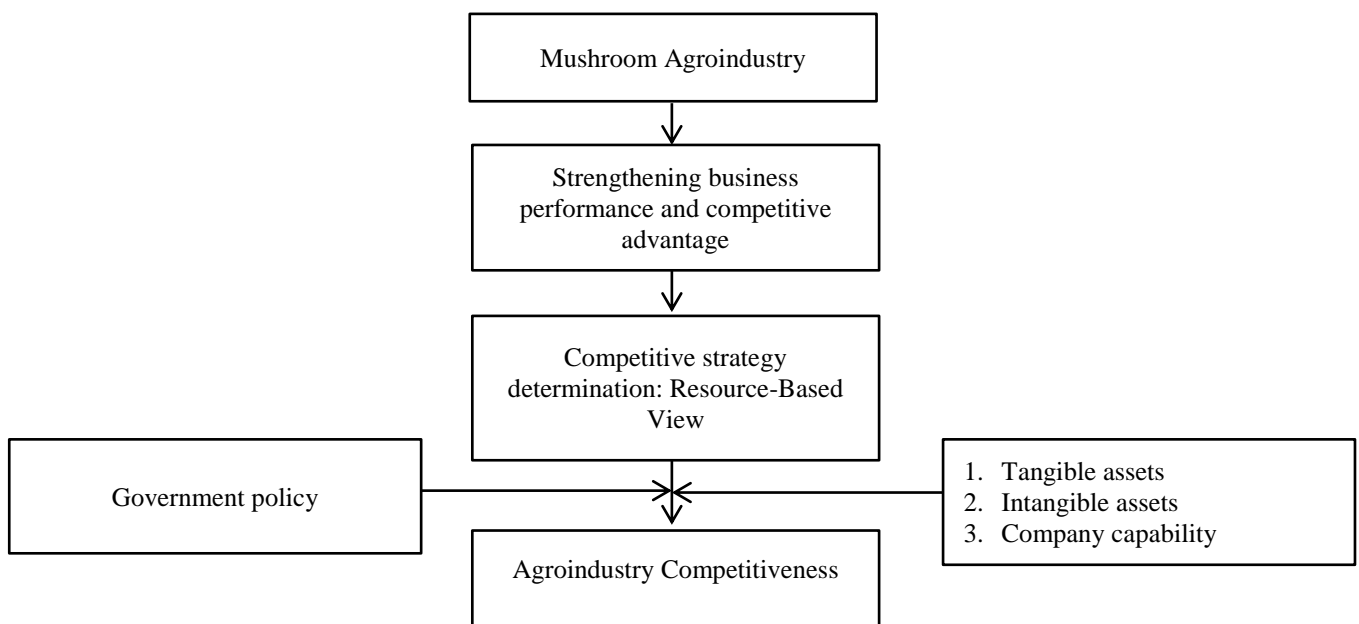 Mushroom Agroindustry
Strengthening business
performance and competitive
advantage
Competitive strategy
determination: Resource-Based
View
Government policy
1. Tangible assets
2. Intangible assets
3. Company capability
Agroindustry Competitiveness